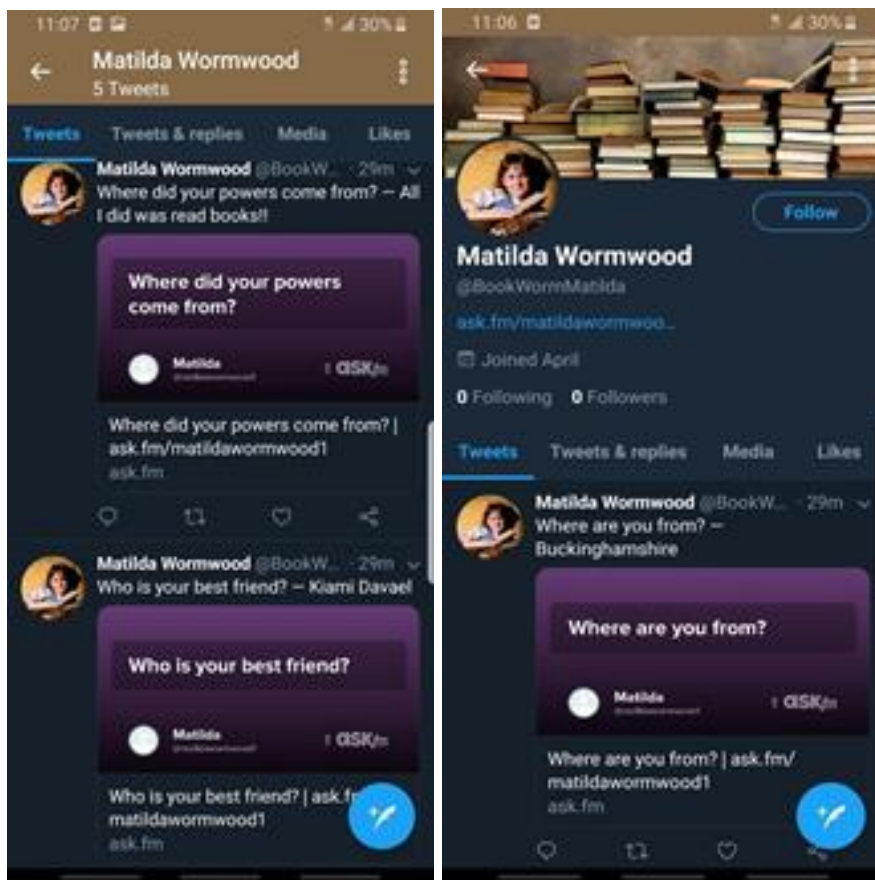 11:07
30%
Matilda Wormwood
5 Tweets
Tweets
Tweets & replies
Media
Likes
Matilda Wormwood @BookW... · 29m
Where did your powers come from? — All
I did was read books!!
Where did your powers
come from?
Matilda
ask fm
Where did your powers come from? |
ask.fm/matildawormwood1
ask.fm
Matilda Wormwood @BookW... · 29m
Who is your best friend? — Kiami Davael
Who is your best friend?
Matilda
ask fm
Who is your best friend? | ask.f
matildawormwood1
ask.fm
11:06
30%
Follow
Matilda Wormwood
@BookWormMatilda
ask.fm/matildawormwoo...
Joined April
0 Following 0 Followers
Tweets
Tweets & replies
Media
Likes
Matilda Wormwood @BookW... · 29m
Where are you from? —
Buckinghamshire
Where are you from?
Matilda
ask fm
Where are you from? | ask.fm/
matildawormwood1
ask.fm